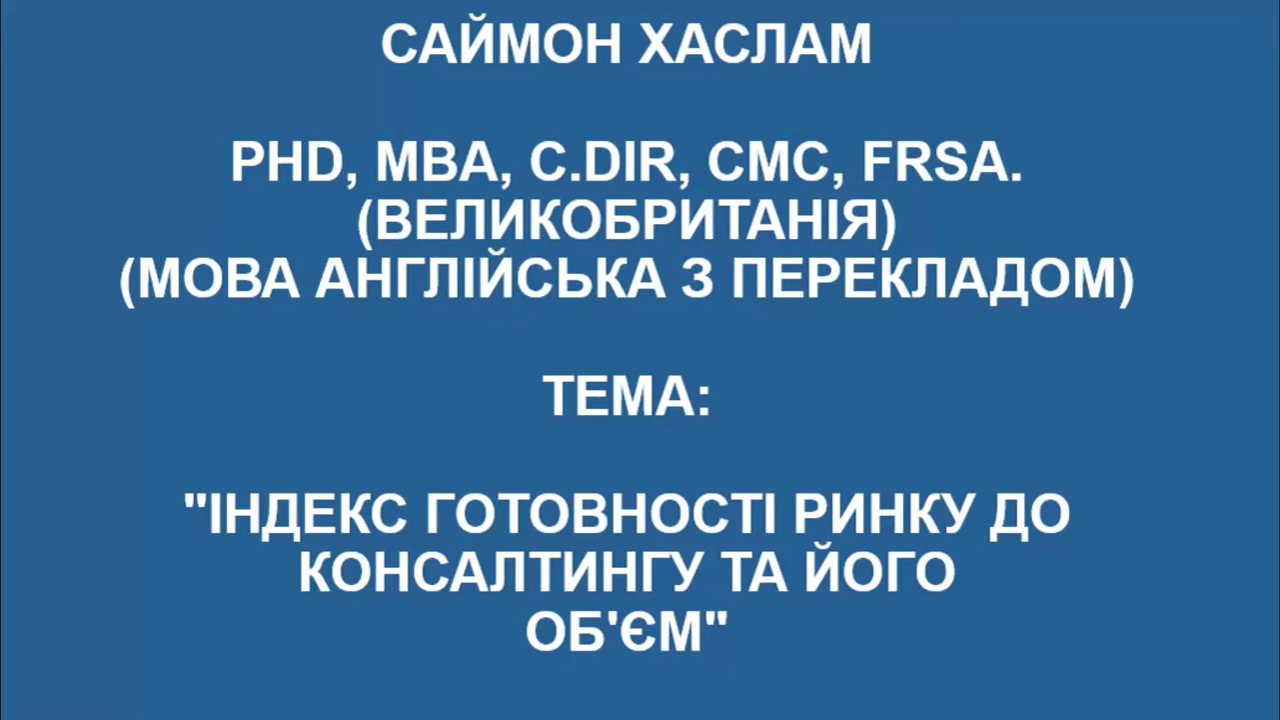 САЙМОН ХАСЛАМ
PHD, MBA, C.DIR, CMC, FRSA.
(ВЕЛИКОБРИТАНІЯ)
(МОВА АНГЛІЙСЬКА З ПЕРЕКЛАДОМ)
ТЕМА:
"ІНДЕКС ГОТОВНОСТІ РИНКУ ДО
КОНСАЛТИНГУ ТА ЙОГО
ОБ'ЄМ"